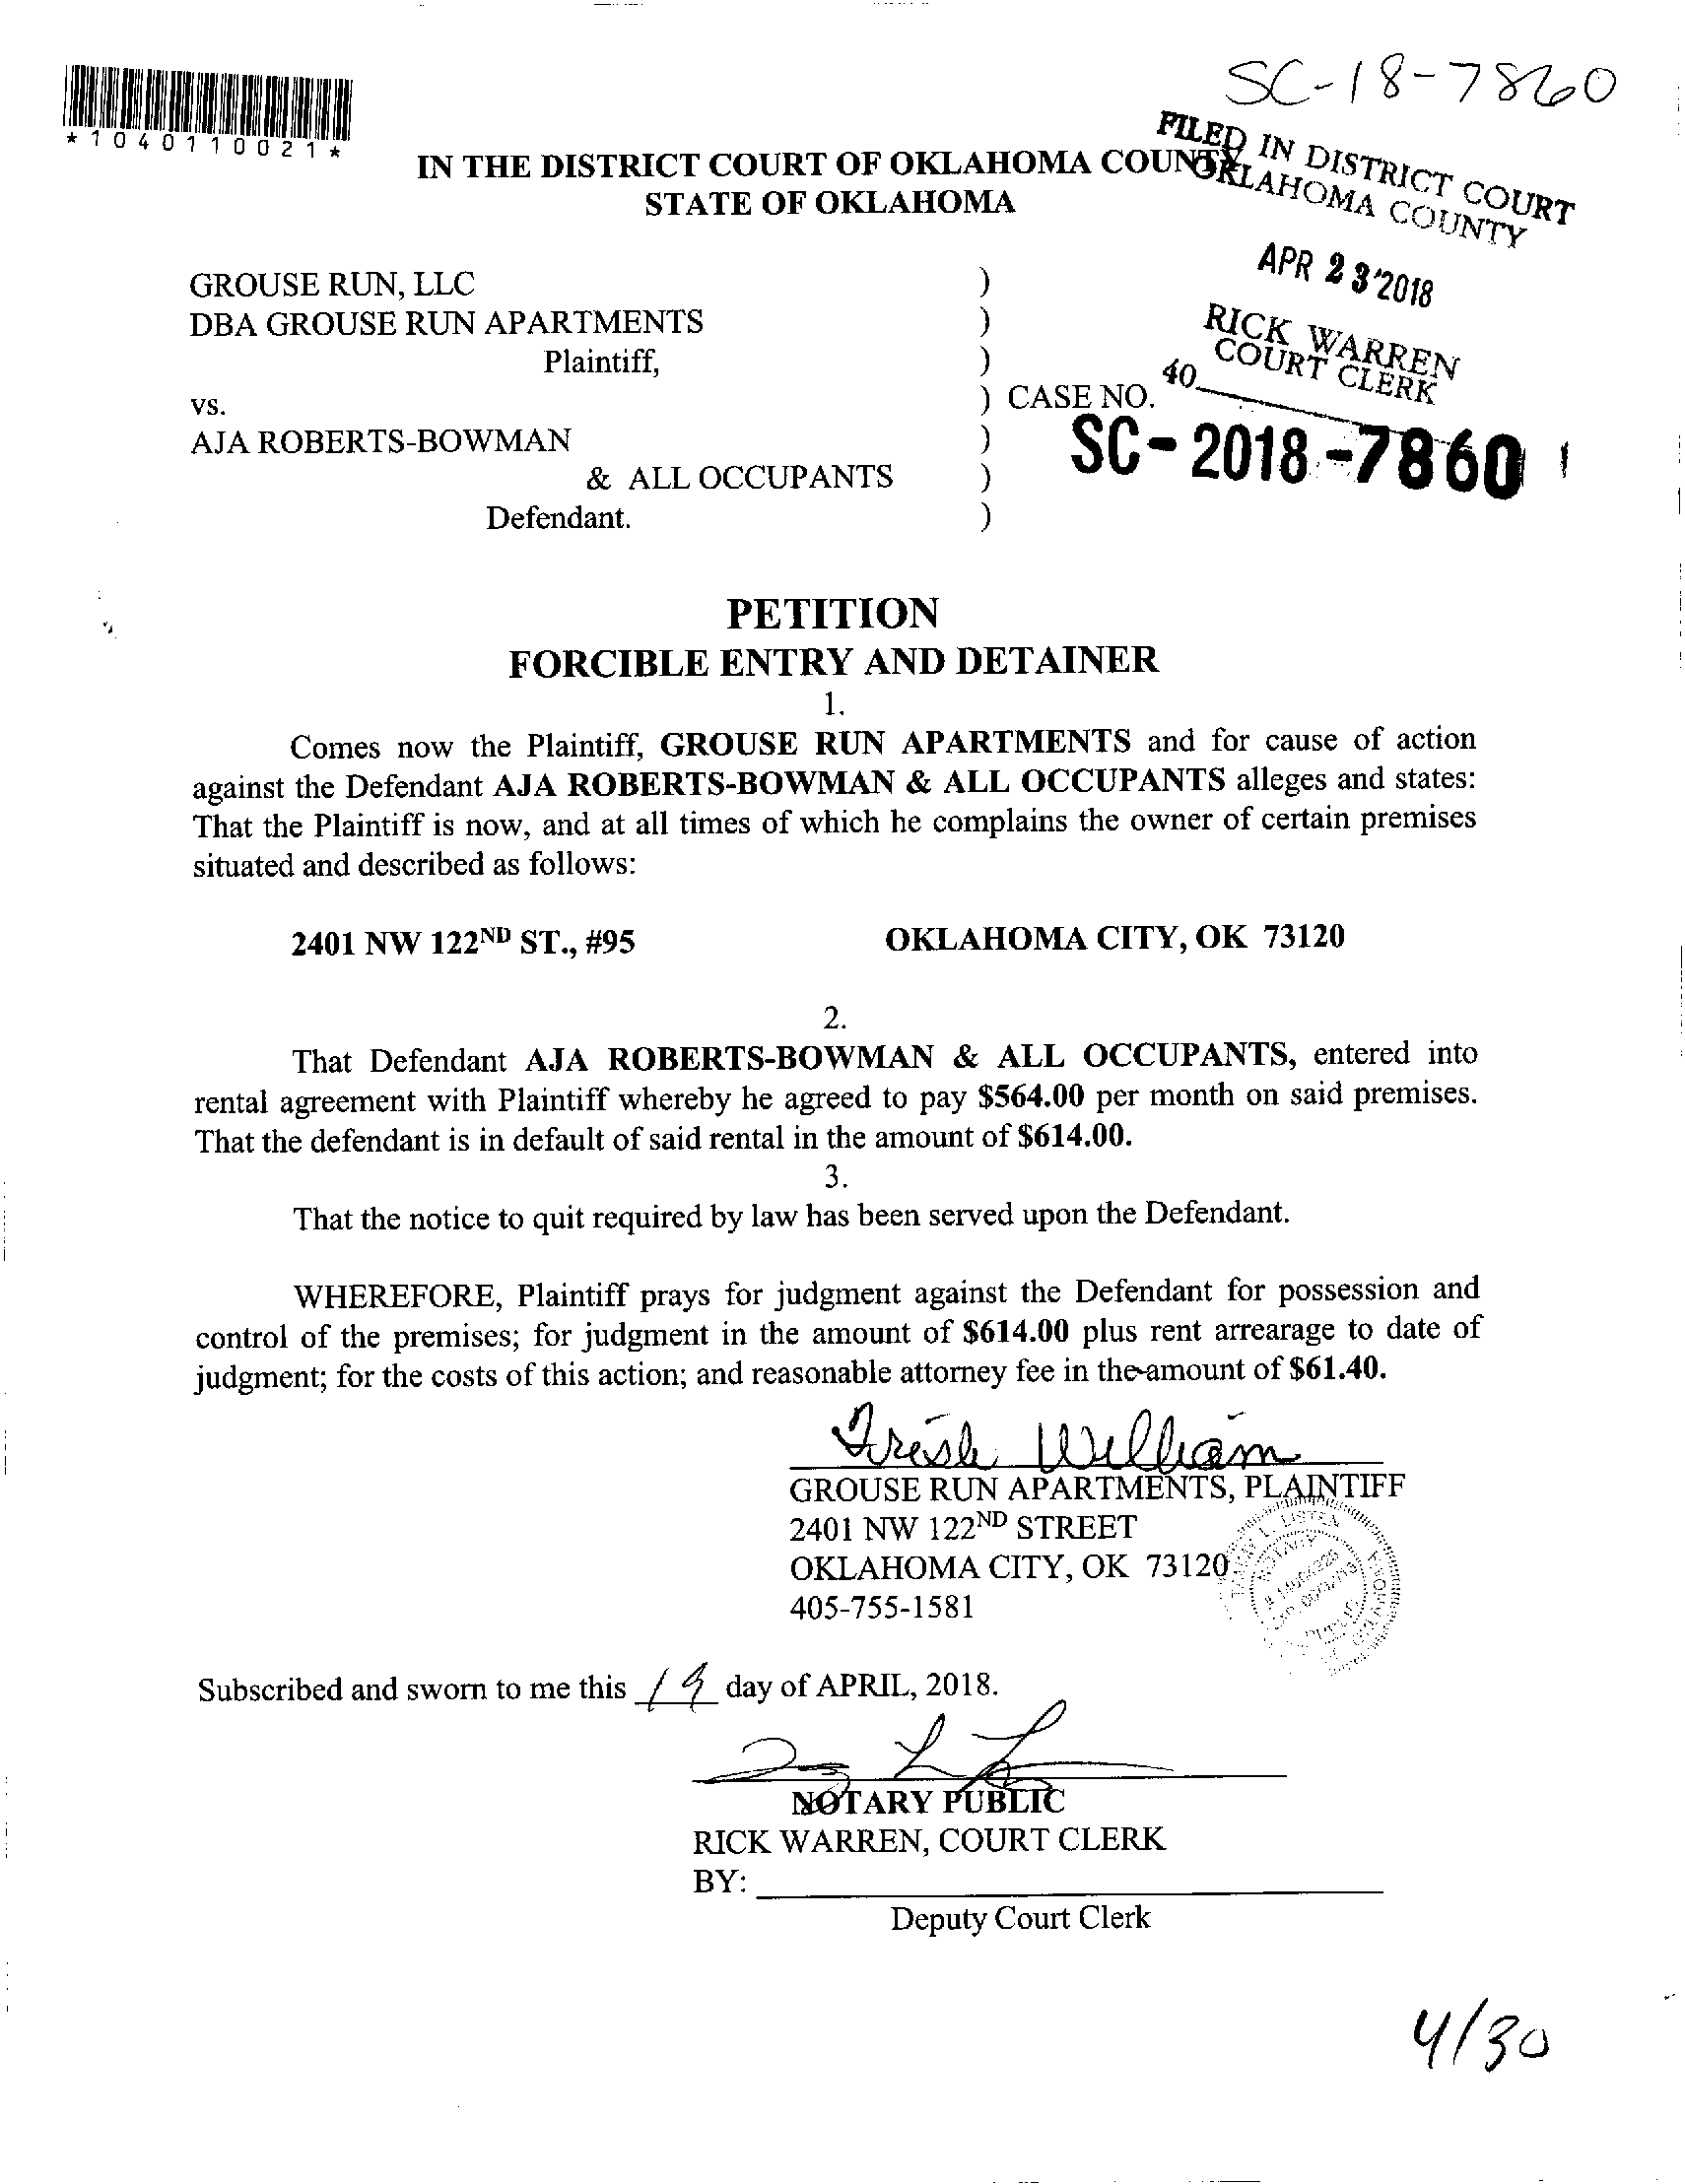 SC-18-7860
*1040110021*
FILED IN DISTRICT COURT
OKLAHOMA COUNTY
IN THE DISTRICT COURT OF OKLAHOMA COUNTY
STATE OF OKLAHOMA
APR 23 2018
RICK WARREN
COURT CLERK
40
GROUSE RUN, LLC )
DBA GROUSE RUN APARTMENTS )
Plaintiff, )
vs. ) CASE NO.
AJA ROBERTS-BOWMAN ) SC-2018-7860
& ALL OCCUPANTS )
Defendant. )
PETITION
FORCIBLE ENTRY AND DETAINER
1.
Comes now the Plaintiff, GROUSE RUN APARTMENTS and for cause of action
against the Defendant AJA ROBERTS-BOWMAN & ALL OCCUPANTS alleges and states:
That the Plaintiff is now, and at all times of which he complains the owner of certain premises
situated and described as follows:
2401 NW 122ND ST., #95 OKLAHOMA CITY, OK 73120
2.
That Defendant AJA ROBERTS-BOWMAN & ALL OCCUPANTS, entered into
rental agreement with Plaintiff whereby he agreed to pay $564.00 per month on said premises.
That the defendant is in default of said rental in the amount of $614.00.
3.
That the notice to quit required by law has been served upon the Defendant.
WHEREFORE, Plaintiff prays for judgment against the Defendant for possession and
control of the premises; for judgment in the amount of $614.00 plus rent arrearage to date of
judgment; for the costs of this action; and reasonable attorney fee in the amount of $61.40.
Trish William
GROUSE RUN APARTMENTS, PLAINTIFF
2401 NW 122ND STREET
OKLAHOMA CITY, OK 73120
405-755-1581
NOTARY
PUBLIC
Subscribed and sworn to me this 19 day of APRIL, 2018.
NOTARY PUBLIC
RICK WARREN, COURT CLERK
BY:
Deputy Court Clerk
4/30